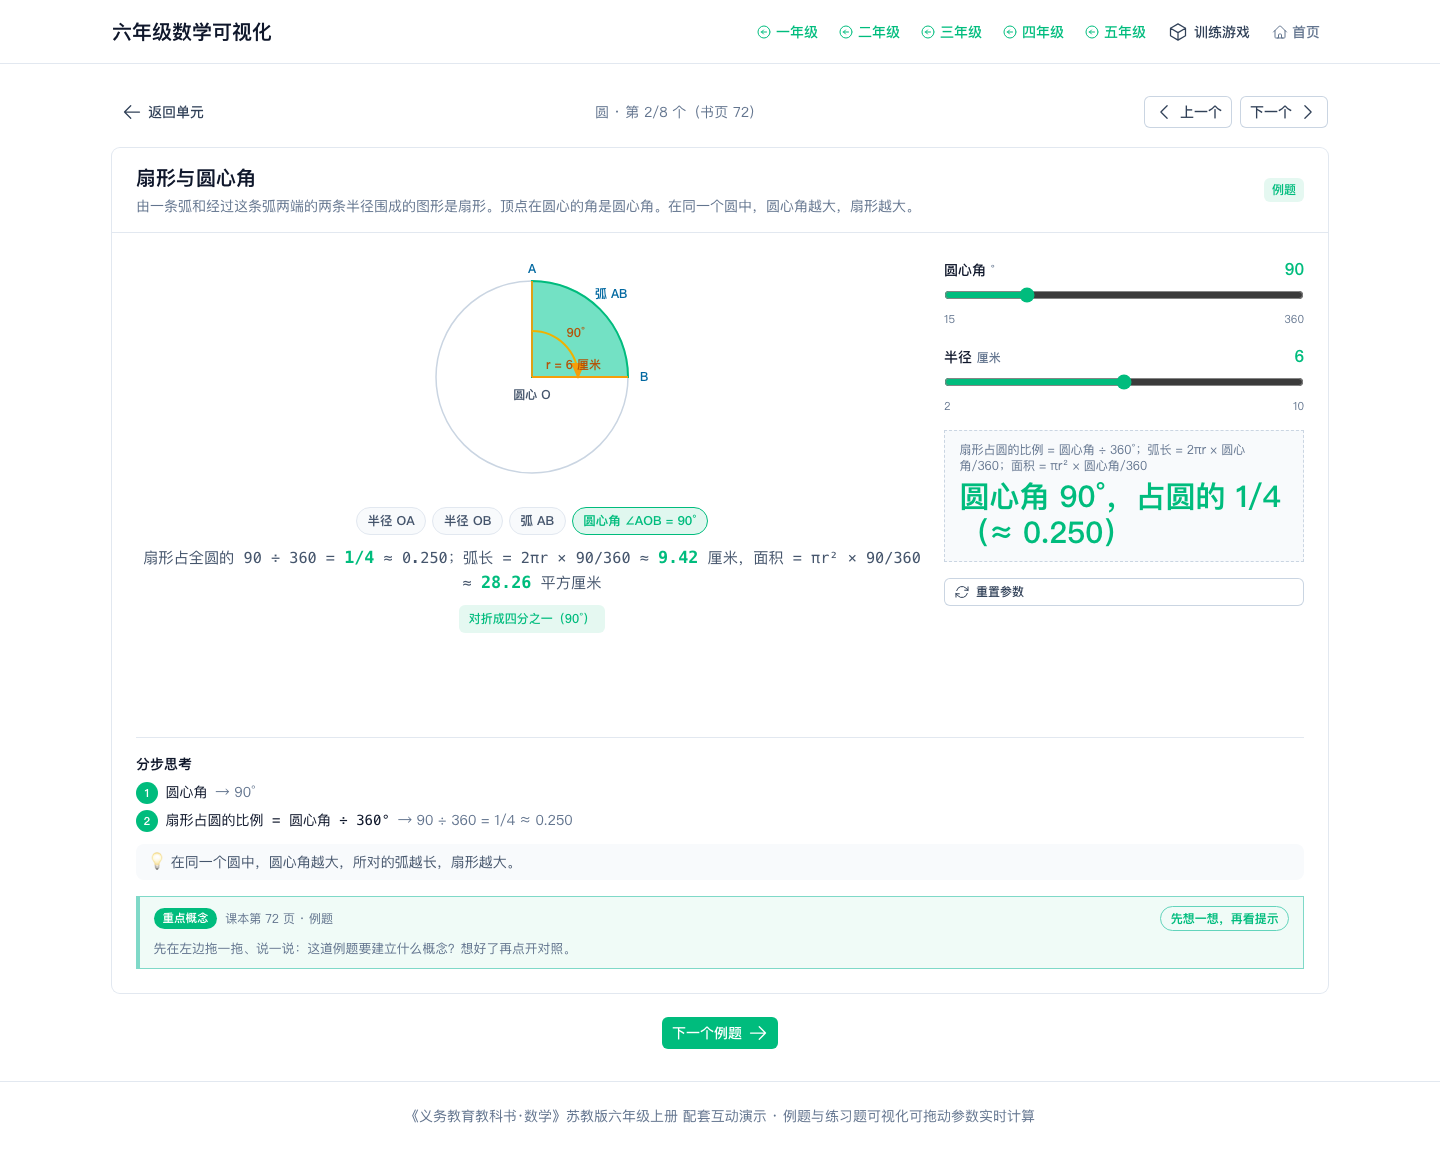 六年级数学可视化
一年级 二年级 三年级 四年级 五年级 训练游戏 首页
返回单元
圆 · 第 2/8 个（书页 72）
上一个 下一个
扇形与圆心角
由一条弧和经过这条弧两端的两条半径围成的图形是扇形。顶点在圆心的角是圆心角。在同一个圆中，圆心角越大，扇形越大。
例题
A
弧 AB
90°
r = 6 厘米
B
圆心 O
半径 OA 半径 OB 弧 AB 圆心角 ∠AOB = 90°
扇形占全圆的 90 ÷ 360 = 1/4 ≈ 0.250；弧长 = 2πr × 90/360 ≈ 9.42 厘米，面积 = πr² × 90/360
≈ 28.26 平方厘米
对折成四分之一（90°）
圆心角 ° 90
15 360
半径 厘米 6
2 10
扇形占圆的比例 = 圆心角 ÷ 360°；弧长 = 2πr × 圆心
角/360；面积 = πr² × 圆心角/360
圆心角 90°，占圆的 1/4
（≈ 0.250）
重置参数
分步思考
1 圆心角 → 90°
2 扇形占圆的比例 = 圆心角 ÷ 360° → 90 ÷ 360 = 1/4 ≈ 0.250
💡 在同一个圆中，圆心角越大，所对的弧越长，扇形越大。
重点概念 课本第 72 页 · 例题
先想一想，再看提示
先在左边拖一拖、说一说：这道例题要建立什么概念？想好了再点开对照。
下一个例题 →
《义务教育教科书·数学》苏教版六年级上册 配套互动演示 · 例题与练习题可视化可拖动参数实时计算